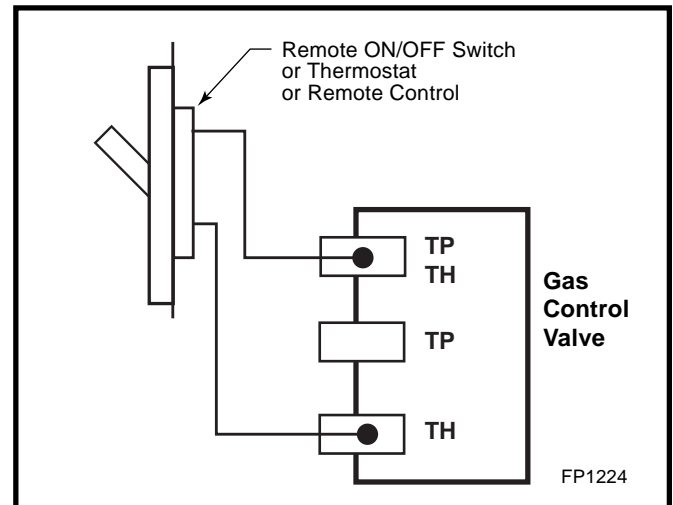 Remote ON/OFF Switch
or Thermostat
or Remote Control
TP
TH
TP
TH
Gas
Control
Valve
FP1224